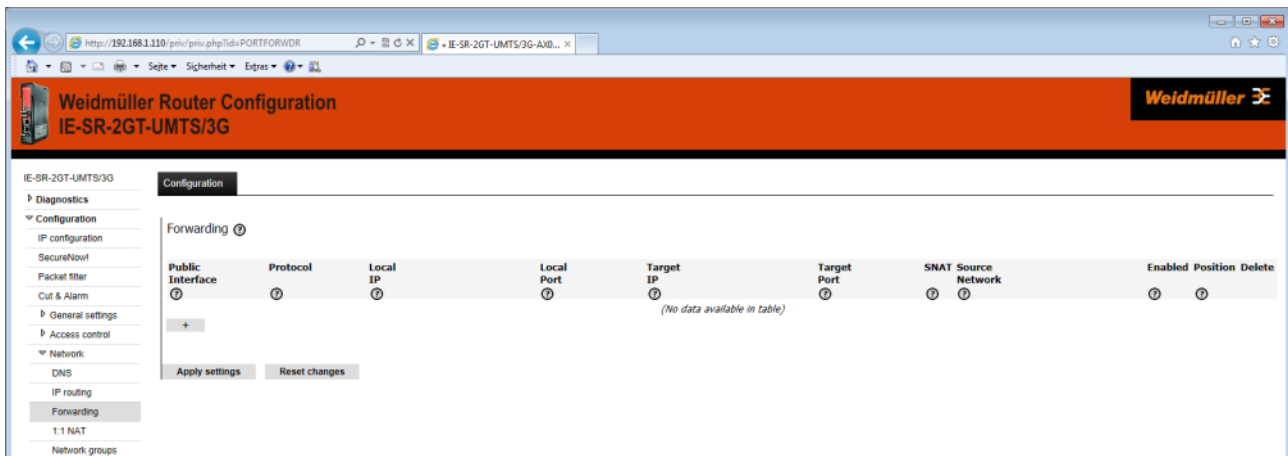 http://192.168.1.110/priv/priv.php?id=PORTFORWDR
IE-SR-2GT-UMTS/3G-AX0...
Seite Sicherheit Extras
Weidmüller Router Configuration
IE-SR-2GT-UMTS/3G
Weidmüller
IE-SR-2GT-UMTS/3G
Configuration
Diagnostics
Configuration
IP configuration
SecureNow!
Packet filter
Cut & Alarm
General settings
Access control
Network
DNS
IP routing
Forwarding
1:1 NAT
Network groups
Forwarding ?
Public Interface ? Protocol ? Local IP ? Local Port ? Target IP ? Target Port ? SNAT ? Source Network ? Enabled ? Position ? Delete
(No data available in table)
+
Apply settings Reset changes